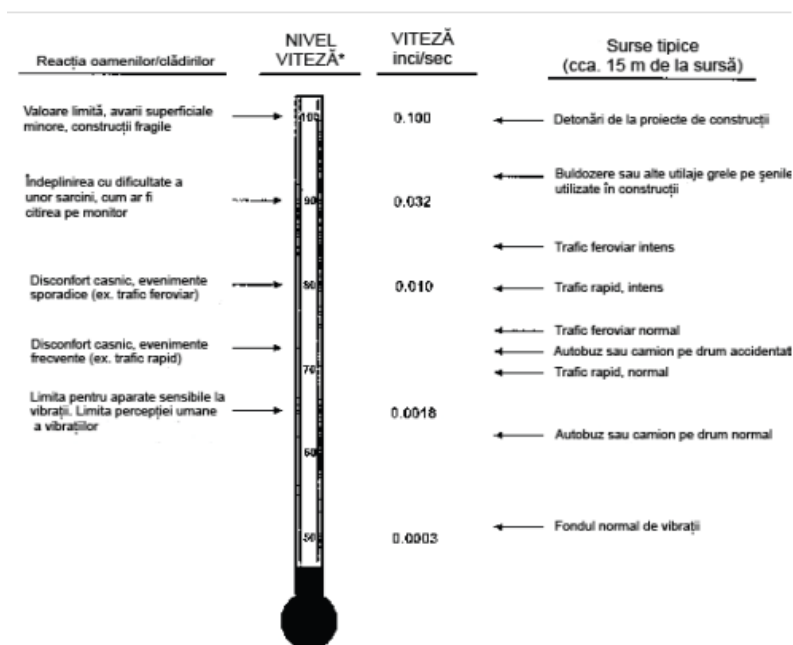 Reacția oamenilor/clădirilor
NIVEL
VITEZĂ*
VITEZĂ
inci/sec
Surse tipice
(cca. 15 m de la sursă)
Valoare limită, avarii superficiale
minore, construcții fragile
100
0.100
Detonări de la proiecte de construcții
Îndeplinirea cu dificultate a
unor sarcini, cum ar fi
citirea pe monitor
90
0.032
Buldozere sau alte utilaje grele pe șenile
utilizate în construcții
Trafic feroviar intens
Disconfort casnic, evenimente
sporadice (ex. trafic feroviar)
80
0.010
Trafic rapid, intens
Disconfort casnic, evenimente
frecvente (ex. trafic rapid)
Trafic feroviar normal
Autobuz sau camion pe drum accidentat
70
Trafic rapid, normal
Limita pentru aparate sensibile la
vibrații. Limita percepției umane
a vibrațiilor
0.0018
60
Autobuz sau camion pe drum normal
50
0.0003
Fondul normal de vibrații